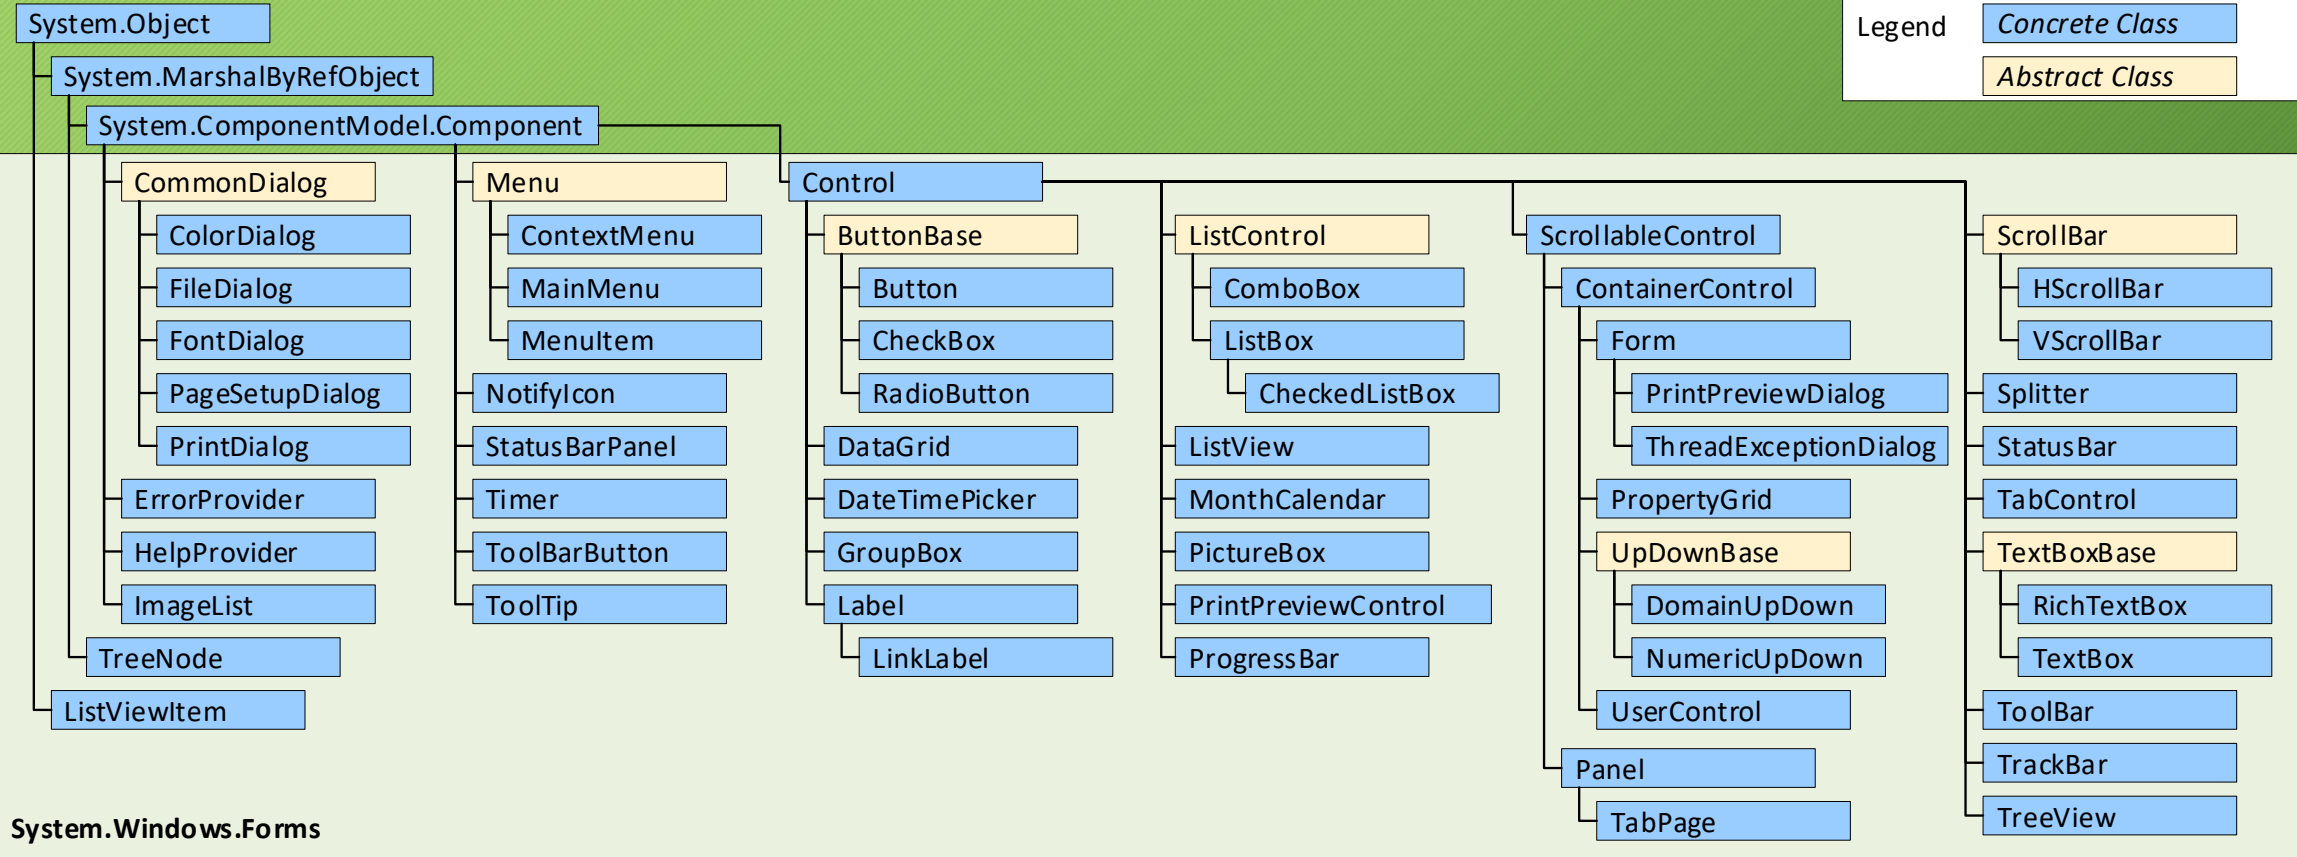 System.Object
System.MarshalByRefObject
System.ComponentModel.Component
Legend
Concrete Class
Abstract Class
CommonDialog
ColorDialog
FileDialog
FontDialog
PageSetupDialog
PrintDialog
ErrorProvider
HelpProvider
ImageList
TreeNode
ListViewItem
Menu
ContextMenu
MainMenu
MenuItem
NotifyIcon
StatusBarPanel
Timer
ToolBarButton
ToolTip
Control
ButtonBase
Button
CheckBox
RadioButton
DataGrid
DateTimePicker
GroupBox
Label
LinkLabel
ListControl
ComboBox
ListBox
CheckedListBox
ListView
MonthCalendar
PictureBox
PrintPreviewControl
ProgressBar
ScrollableControl
ContainerControl
Form
PrintPreviewDialog
ThreadExceptionDialog
PropertyGrid
UpDownBase
DomainUpDown
NumericUpDown
UserControl
Panel
TabPage
ScrollBar
HScrollBar
VScrollBar
Splitter
StatusBar
TabControl
TextBoxBase
RichTextBox
TextBox
ToolBar
TrackBar
TreeView
System.Windows.Forms